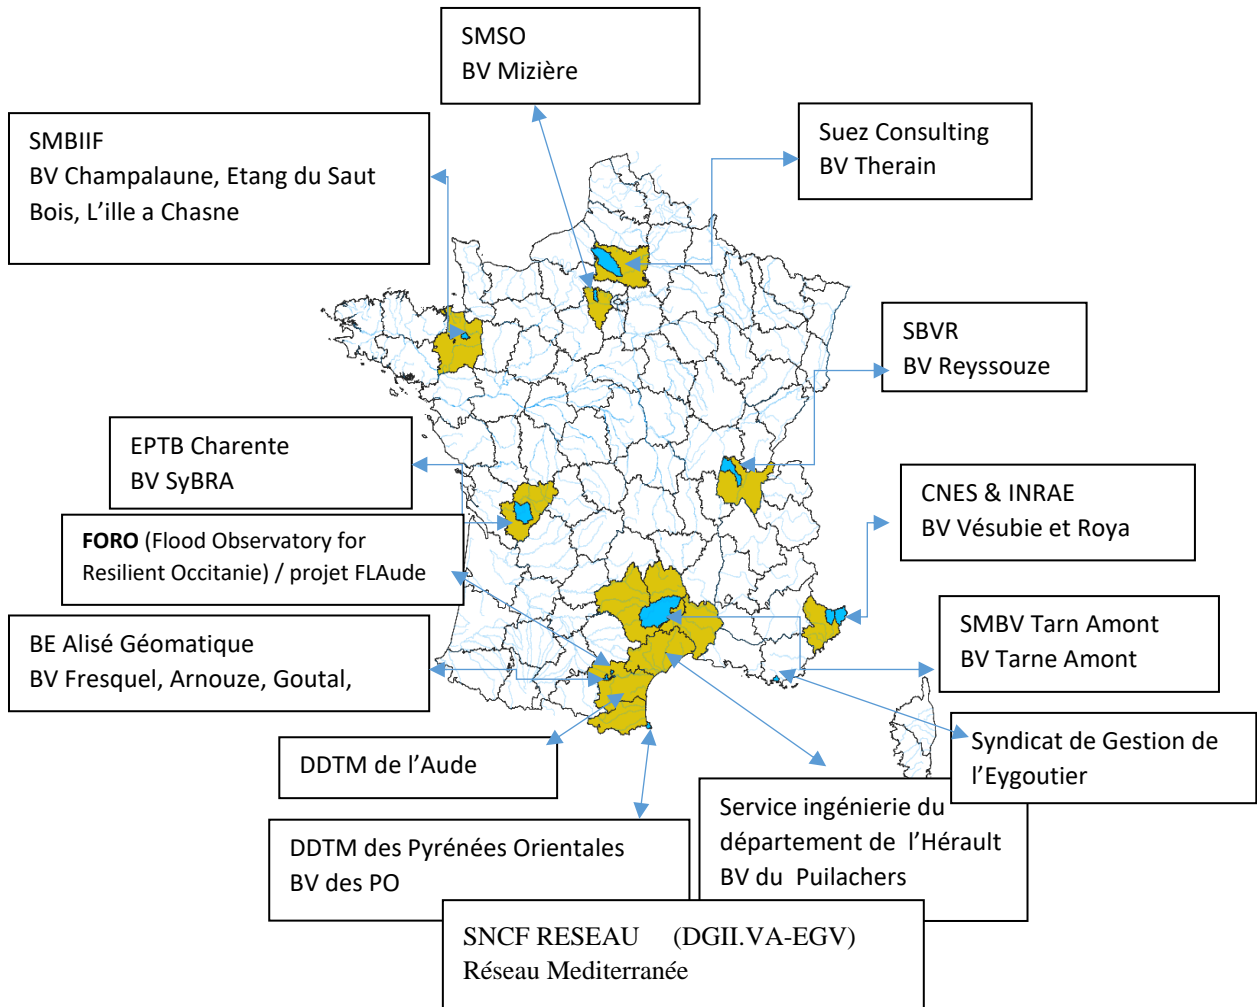 SMSO
BV Mizière
SMBIIF
BV Champalaune, Etang du Saut
Bois, L'ille a Chasne
Suez Consulting
BV Therain
SBVR
BV Reyssouze
EPTB Charente
BV SyBRA
CNES & INRAE
BV Vésubie et Roya
FORO (Flood Observatory for
Resilient Occitanie) / projet FLAude
BE Alisé Géomatique
BV Fresquel, Arnouze, Goutal,
SMBV Tarn Amont
BV Tarne Amont
Syndicat de Gestion de
l'Eygoutier
DDTM de l'Aude
Service ingénierie du
département de l'Hérault
BV du Puilachers
DDTM des Pyrénées Orientales
BV des PO
SNCF RESEAU (DGII.VA-EGV)
Réseau Mediterranée